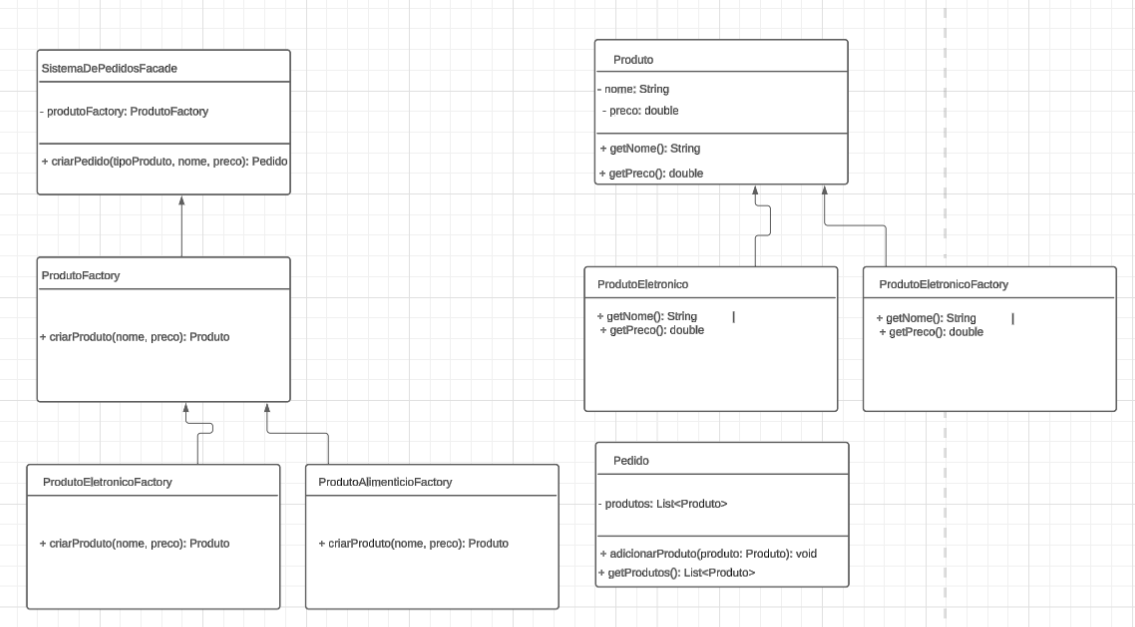 SistemaDePedidosFacade
- produtoFactory: ProdutoFactory
+ criarPedido(tipoProduto, nome, preco): Pedido
ProdutoFactory
+ criarProduto(nome, preco): Produto
ProdutoEletronicoFactory
+ criarProduto(nome, preco): Produto
ProdutoAlimenticioFactory
+ criarProduto(nome, preco): Produto
Produto
- nome: String
- preco: double
+ getNome(): String
+ getPreco(): double
ProdutoEletronico
+ getNome(): String |
+ getPreco(): double
ProdutoEletronicoFactory
+ getNome(): String |
+ getPreco(): double
Pedido
- produtos: List<Produto>
+ adicionarProduto(produto: Produto): void
+ getProdutos(): List<Produto>